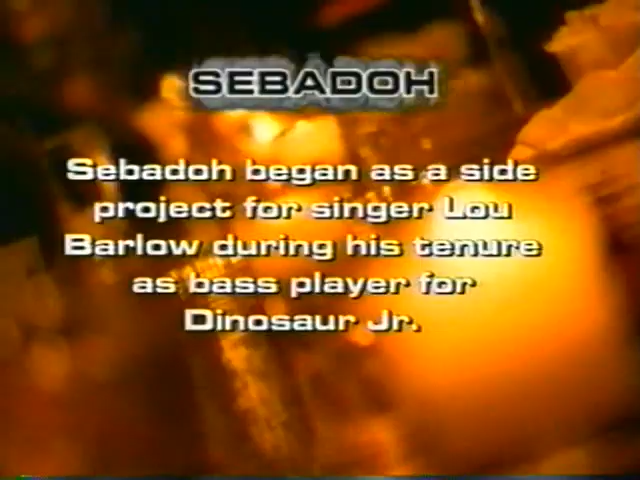 SEBADOH
Sebadoh began as a side
project for singer Lou
Barlow during his tenure
as bass player for
Dinosaur Jr.